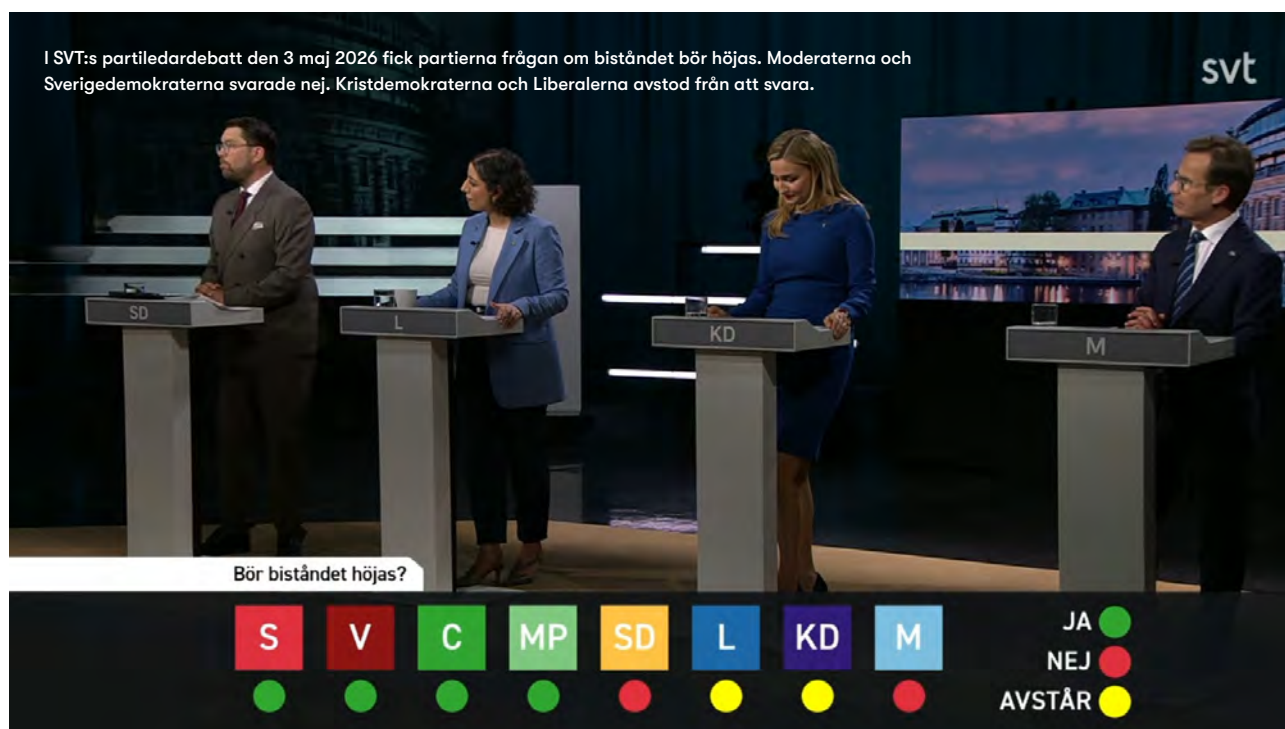 I SVT:s partiledardebatt den 3 maj 2026 fick partierna frågan om biståndet bör höjas. Moderaterna och
Sverigedemokraterna svarade nej. Kristdemokraterna och Liberalerna avstod från att svara.
svt
SD
L
KD
M
Bör biståndet höjas?
S V C MP SD L KD M
JA
NEJ
AVSTÅR